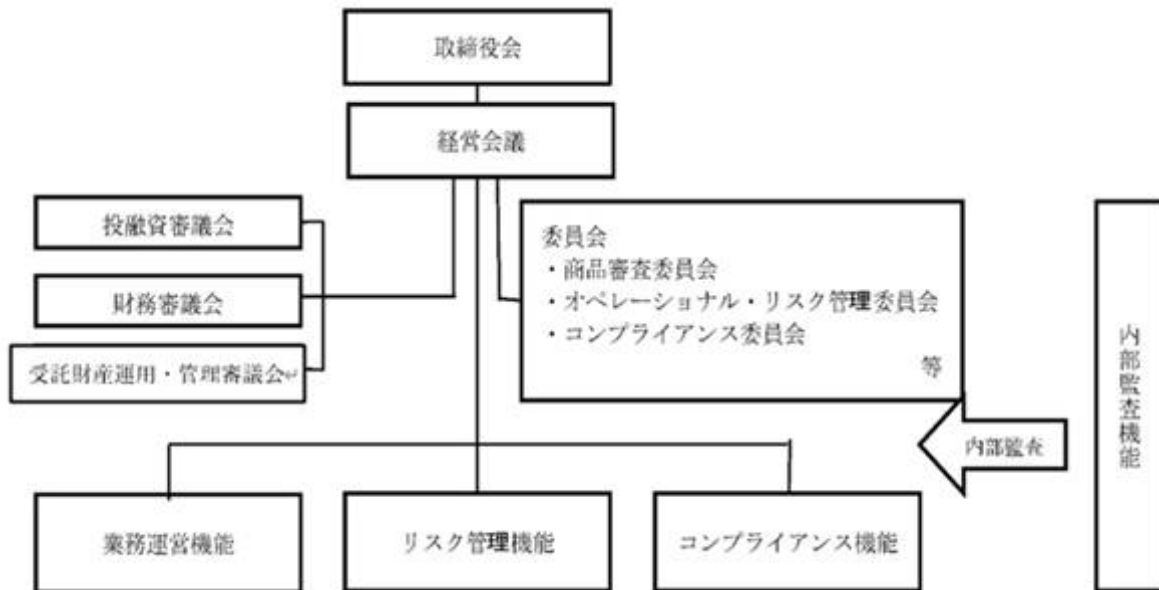 取締役会
経営会議
投融資審議会
財務審議会
受託財産運用・管理審議会↵
委員会
・商品審査委員会
・オペレーショナル・リスク管理委員会
・コンプライアンス委員会
等
内部監査機能
内部監査
業務運営機能
リスク管理機能
コンプライアンス機能